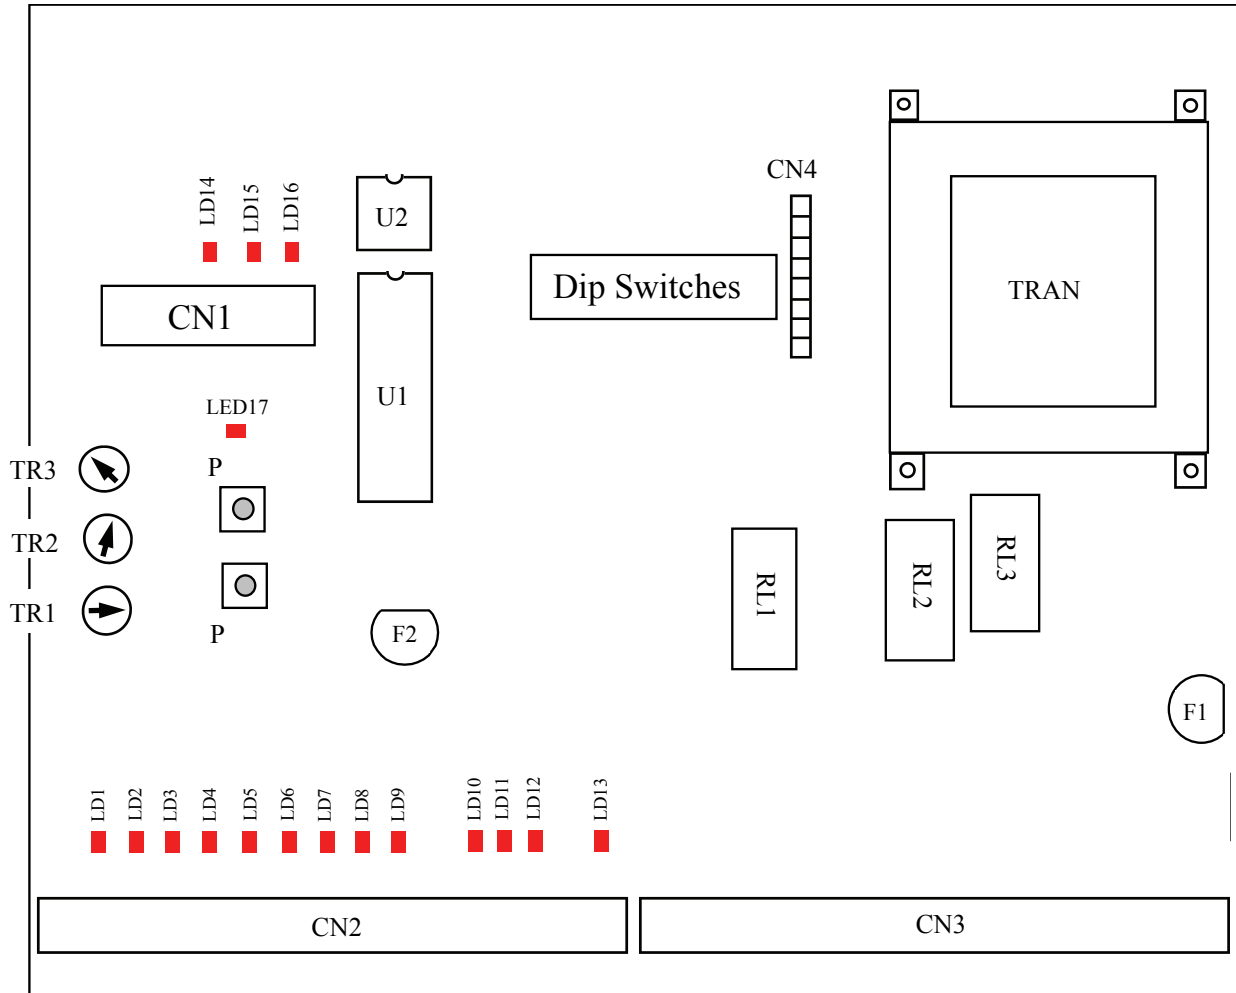 CN4
LD14
LD15
LD16
U2
Dip Switches
TRAN
CN1
U1
LED17
TR3
P
TR2
TR1
P
F2
RL1
RL2
RL3
F1
LD1
LD2
LD3
LD4
LD5
LD6
LD7
LD8
LD9
LD10
LD11
LD12
LD13
CN2
CN3